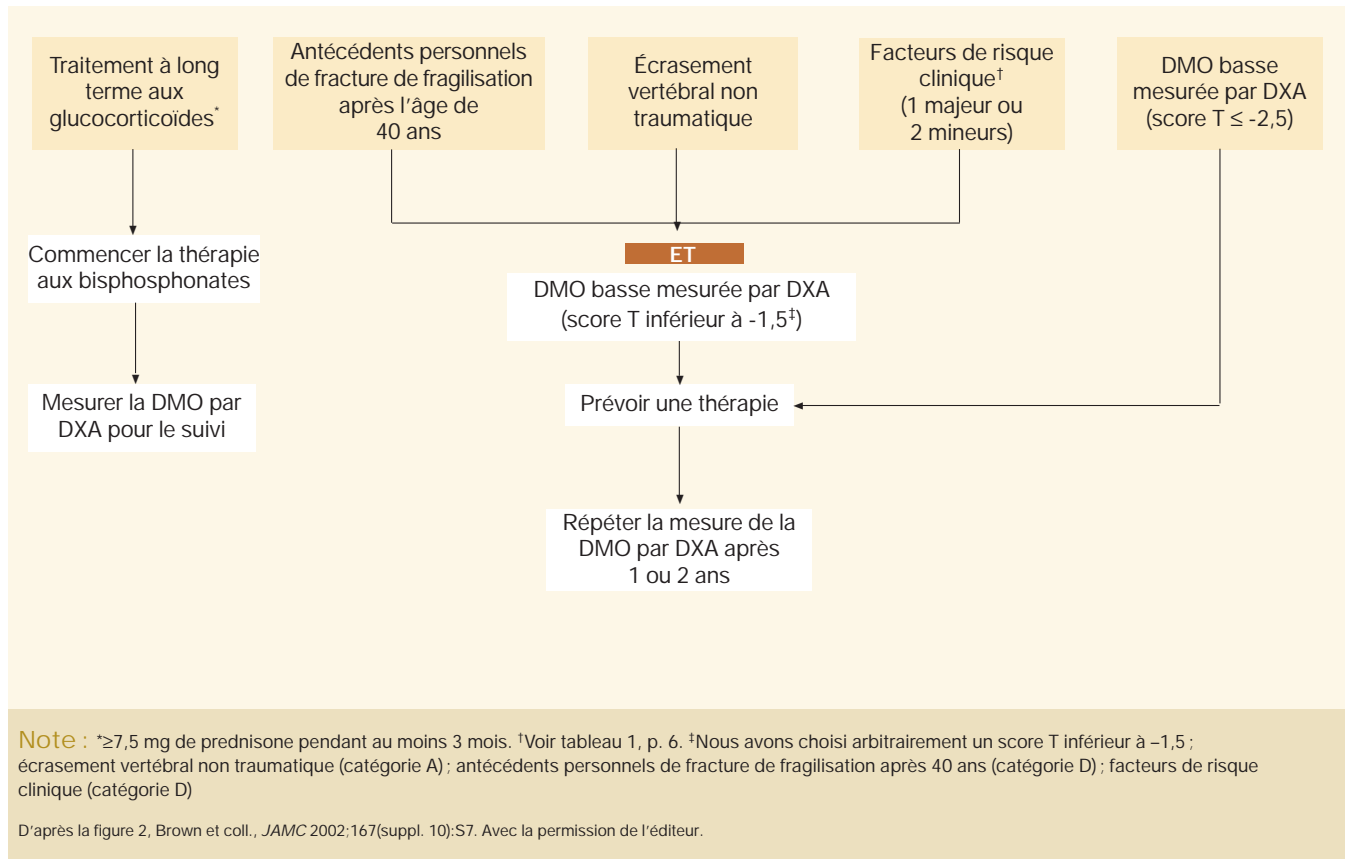 Traitement à long
terme aux
glucocorticoïdes*
Antécédents personnels
de fracture de fragilisation
après l'âge de
40 ans
Écrasement
vertébral non
traumatique
Facteurs de risque
clinique†
(1 majeur ou
2 mineurs)
DMO basse
mesurée par DXA
(score T ≤ -2,5)
Commencer la thérapie
aux bisphosphonates
ET
DMO basse mesurée par DXA
(score T inférieur à -1,5‡)
Mesurer la DMO par
DXA pour le suivi
Prévoir une thérapie
Répéter la mesure de la
DMO par DXA après
1 ou 2 ans
Note : *≥7,5 mg de prednisone pendant au moins 3 mois. †Voir tableau 1, p. 6. ‡Nous avons choisi arbitrairement un score T inférieur à –1,5 ;
écrasement vertébral non traumatique (catégorie A) ; antécédents personnels de fracture de fragilisation après 40 ans (catégorie D) ; facteurs de risque
clinique (catégorie D)
D'après la figure 2, Brown et coll., JAMC 2002;167(suppl. 10):S7. Avec la permission de l'éditeur.